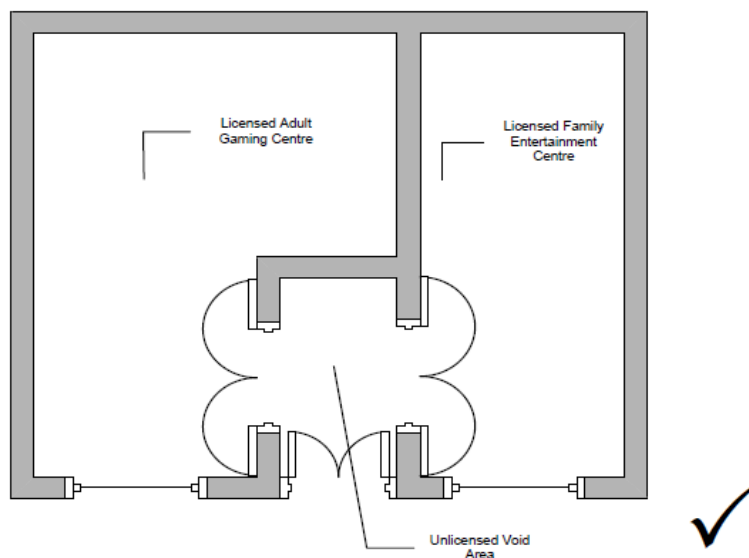 Licensed Adult
Gaming Centre
Licensed Family
Entertainment
Centre
Unlicensed Void
Area